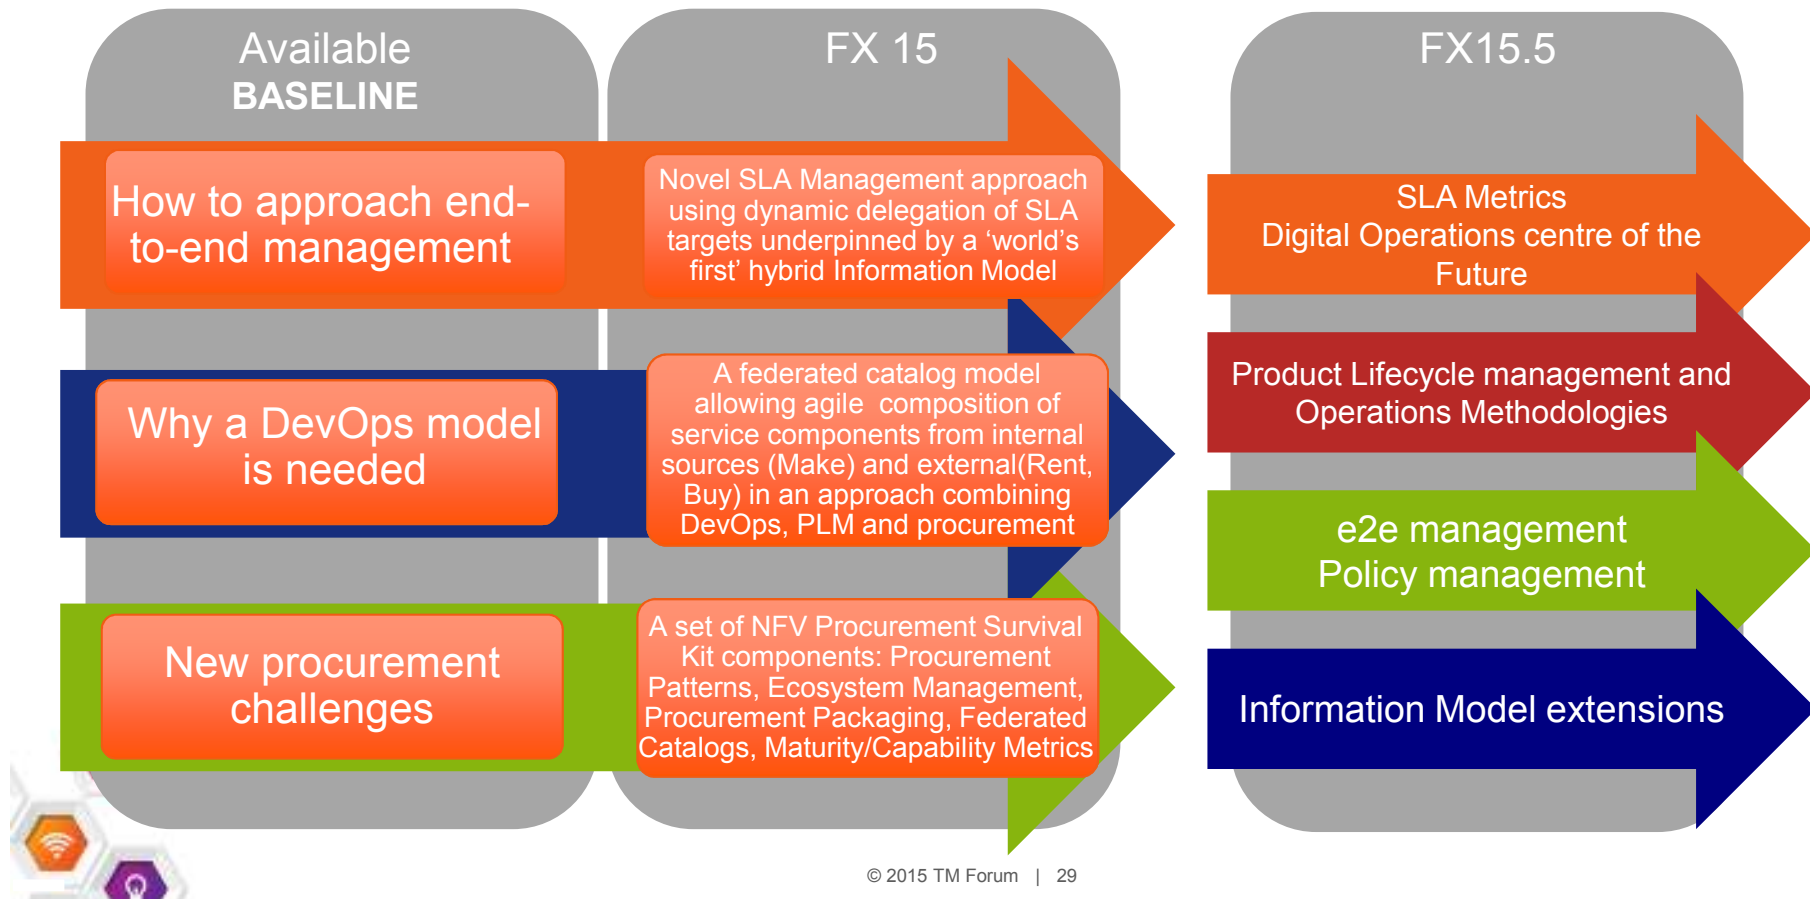 Available
BASELINE
FX 15
FX15.5
How to approach end-
to-end management
Novel SLA Management approach
using dynamic delegation of SLA
targets underpinned by a ‘world’s
first’ hybrid Information Model
SLA Metrics
Digital Operations centre of the
Future
Why a DevOps model
is needed
A federated catalog model
allowing agile  composition of
service components from internal
sources (Make) and external(Rent,
Buy) in an approach combining
DevOps, PLM and procurement
Product Lifecycle management and
Operations Methodologies
e2e management
Policy management
New procurement
challenges
A set of NFV Procurement Survival
Kit components: Procurement
Patterns, Ecosystem Management,
Procurement Packaging, Federated
Catalogs, Maturity/Capability Metrics
Information Model extensions
© 2015 TM Forum | 29